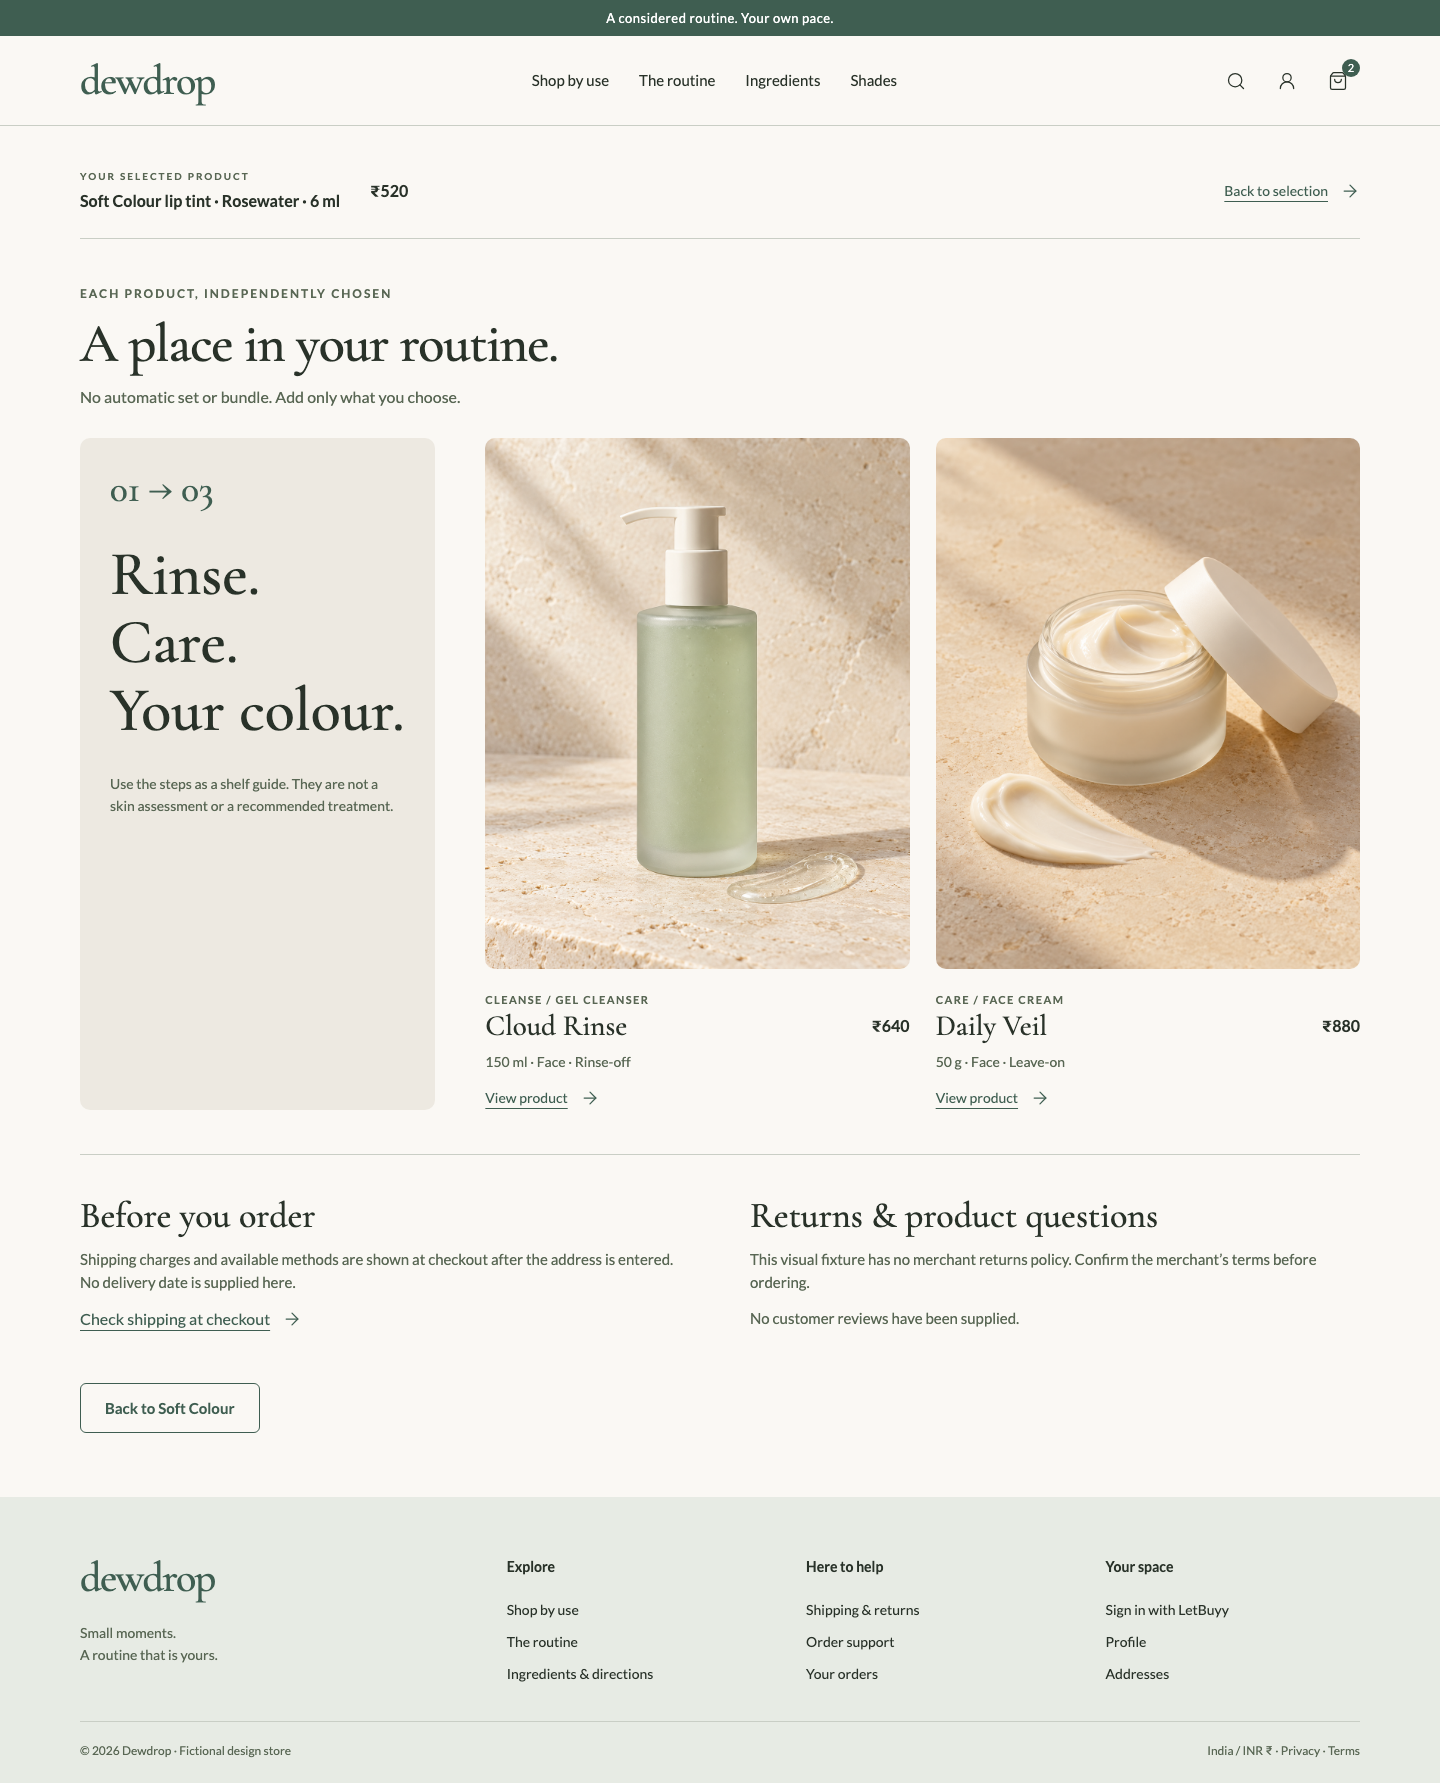 A considered routine. Your own pace.
dewdrop
Shop by use
The routine
Ingredients
Shades
2
YOUR SELECTED PRODUCT
Soft Colour lip tint · Rosewater · 6 ml
₹520
Back to selection →
EACH PRODUCT, INDEPENDENTLY CHOSEN
A place in your routine.
No automatic set or bundle. Add only what you choose.
01 → 03
Rinse.
Care.
Your colour.
Use the steps as a shelf guide. They are not a
skin assessment or a recommended treatment.
CLEANSE / GEL CLEANSER
Cloud Rinse
₹640
150 ml · Face · Rinse-off
View product →
CARE / FACE CREAM
Daily Veil
₹880
50 g · Face · Leave-on
View product →
Before you order
Shipping charges and available methods are shown at checkout after the address is entered.
No delivery date is supplied here.
Check shipping at checkout →
Returns & product questions
This visual fixture has no merchant returns policy. Confirm the merchant’s terms before
ordering.
No customer reviews have been supplied.
Back to Soft Colour
dewdrop
Small moments.
A routine that is yours.
Explore
Shop by use
The routine
Ingredients & directions
Here to help
Shipping & returns
Order support
Your orders
Your space
Sign in with LetBuyy
Profile
Addresses
© 2026 Dewdrop · Fictional design store
India / INR ₹ · Privacy · Terms